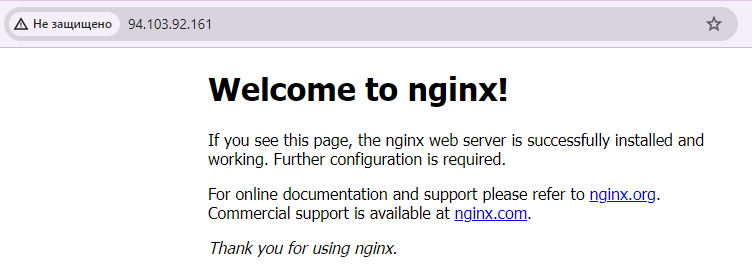 Не защищено 94.103.92.161
Welcome to nginx!
If you see this page, the nginx web server is successfully installed and
working. Further configuration is required.
For online documentation and support please refer to nginx.org.
Commercial support is available at nginx.com.
Thank you for using nginx.